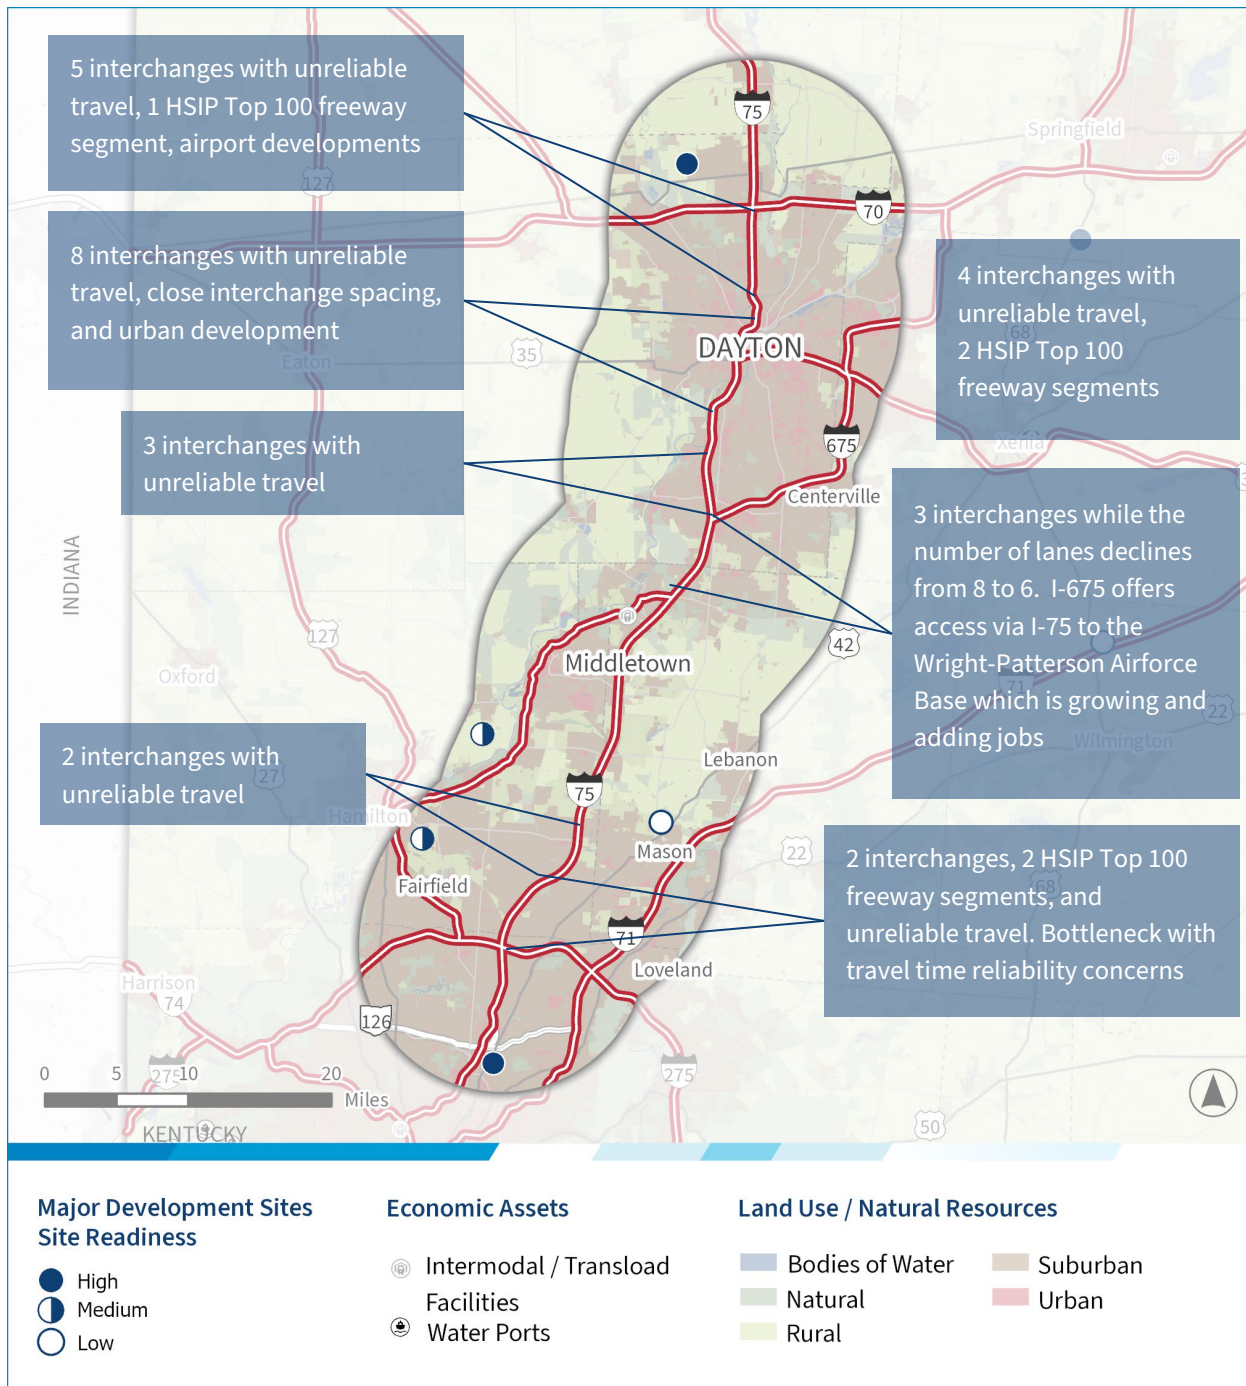 5 interchanges with unreliable
travel, 1 HSIP Top 100 freeway
segment, airport developments
127
75
Springfield
70
8 interchanges with unreliable
travel, close interchange spacing,
and urban development
Eaton
35
DAYTON
4 interchanges with
unreliable travel,
2 HSIP Top 100
freeway segments
68
Xenia
3 interchanges with
unreliable travel
675
Centerville
3 interchanges while the
number of lanes declines
from 8 to 6. I-675 offers
access via I-75 to the
Wright-Patterson Airforce
Base which is growing and
adding jobs
71
22
Wilmington
INDIANA
127
42
Oxford
Middletown
2 interchanges with
unreliable travel
27
Hamilton
Lebanon
75
Mason
22
Fairfield
2 interchanges, 2 HSIP Top 100
freeway segments, and
unreliable travel. Bottleneck with
travel time reliability concerns
68
71
Loveland
Harrison
74
126
275
275
0 5 10 20
Miles
KENTUCKY
50
Major Development Sites
Site Readiness
High
Medium
Low
Economic Assets
Intermodal / Transload
Facilities
Water Ports
Land Use / Natural Resources
Bodies of Water
Natural
Rural
Suburban
Urban